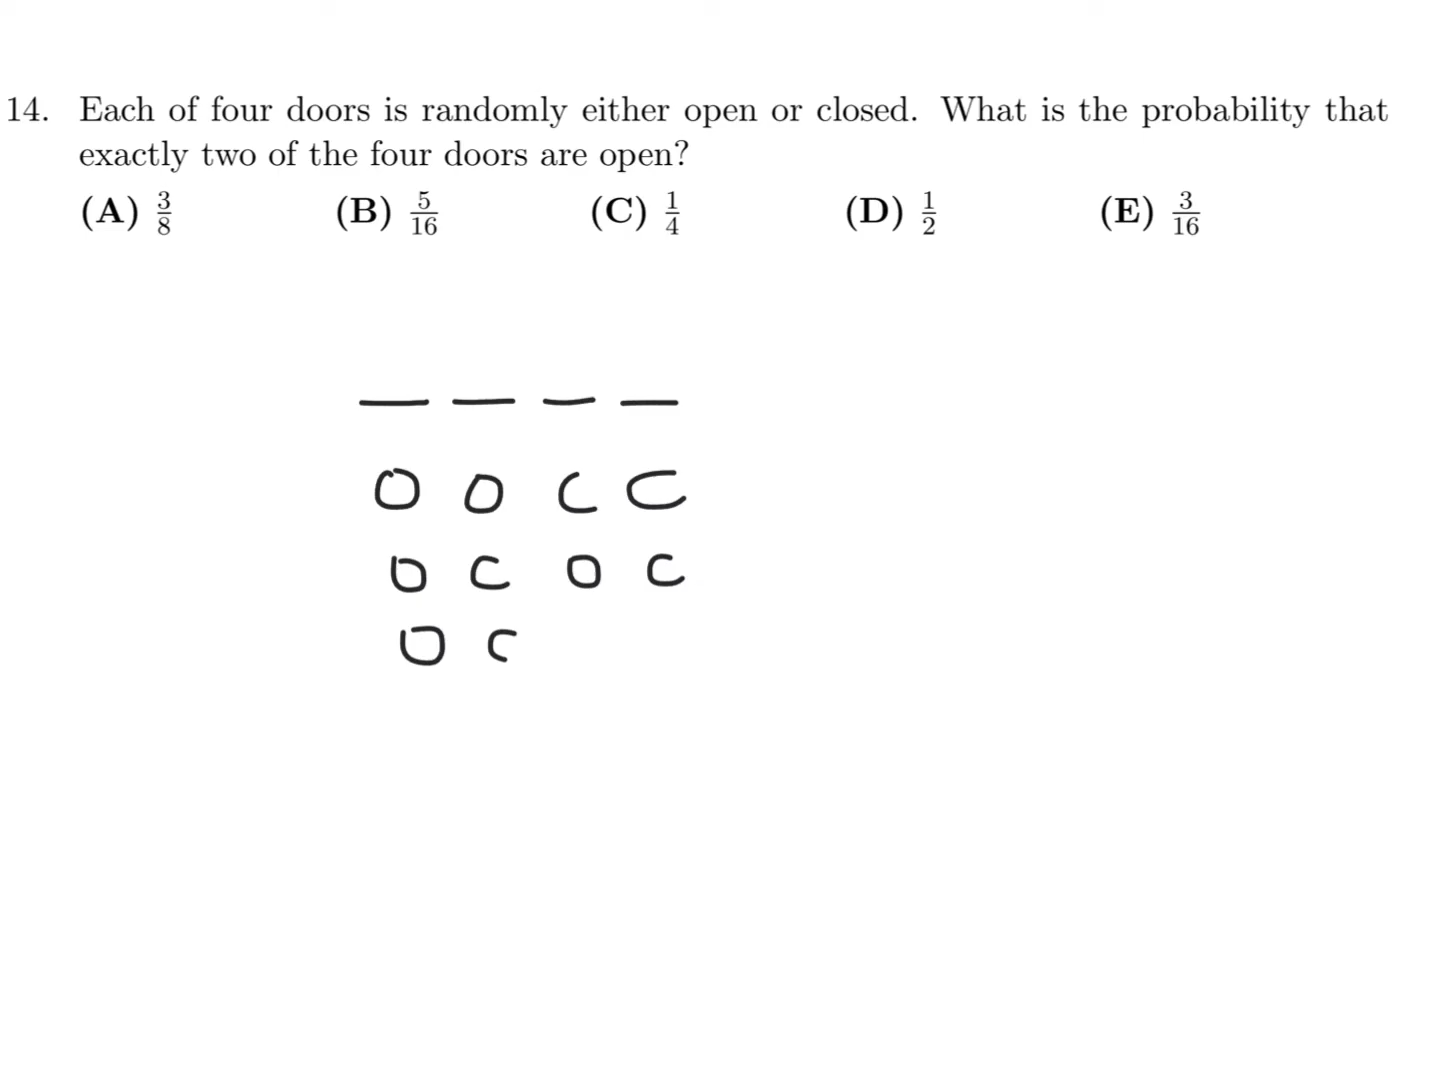 14. Each of four doors is randomly either open or closed. What is the probability that
exactly two of the four doors are open?
(A) 3/8 (B) 5/16 (C) 1/4 (D) 1/2 (E) 3/16
_ _ _ _
O O C C
O C O C
O C